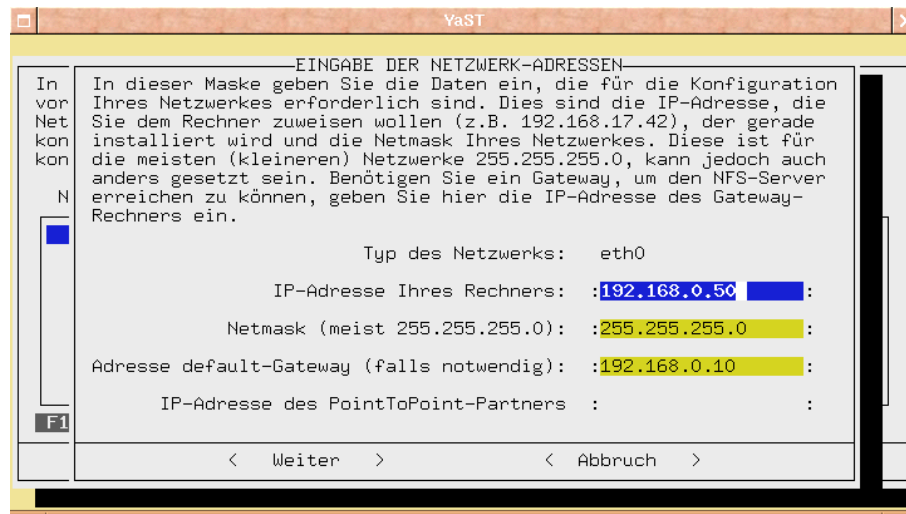 YaST
EINGABE DER NETZWERK-ADRESSEN
In dieser Maske geben Sie die Daten ein, die für die Konfiguration
Ihres Netzwerkes erforderlich sind. Dies sind die IP-Adresse, die
Sie dem Rechner zuweisen wollen (z.B. 192.168.17.42), der gerade
installiert wird und die Netmask Ihres Netzwerkes. Diese ist für
die meisten (kleineren) Netzwerke 255.255.255.0, kann jedoch auch
anders gesetzt sein. Benötigen Sie ein Gateway, um den NFS-Server
erreichen zu können, geben Sie hier die IP-Adresse des Gateway-
Rechners ein.
In
vor
Net
kon
kon
N
Typ des Netzwerks: eth0
IP-Adresse Ihres Rechners: :192.168.0.50 :
Netmask (meist 255.255.255.0): :255.255.255.0 :
Adresse default-Gateway (falls notwendig): :192.168.0.10 :
IP-Adresse des PointToPoint-Partners : :
F1
< Weiter > < Abbruch >